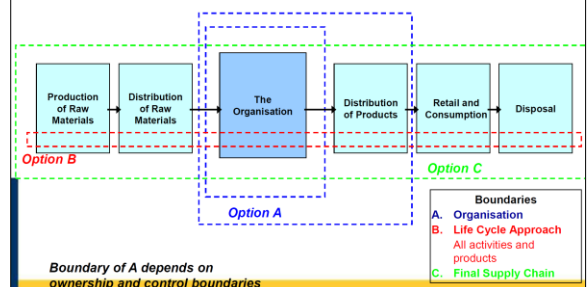 Production
of Raw
Materials
Distribution
of Raw
Materials
The
Organisation
Distribution
of Products
Retail and
Consumption
Disposal
Option B
Option C
Option A
Boundaries
A. Organisation
B. Life Cycle Approach
All activities and
products
C. Final Supply Chain
Boundary of A depends on
ownership and control boundaries